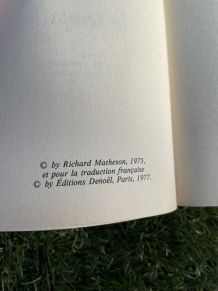 © by Richard Matheson, 1975,
et pour la traduction française
© by Éditions Denoël, Paris, 1977.